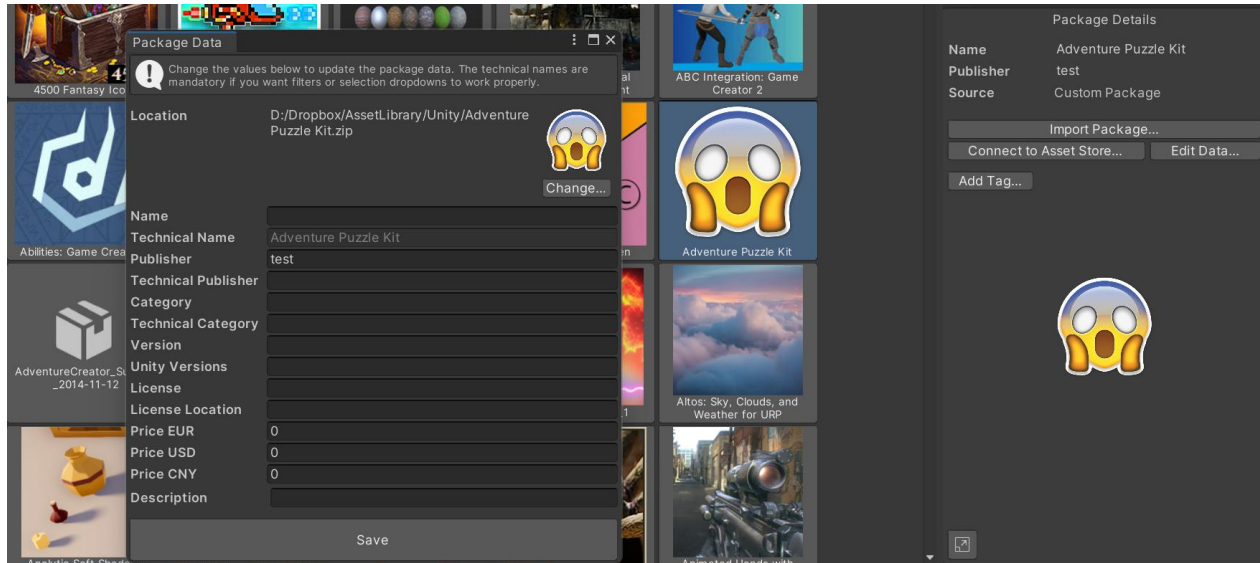 4500 Fantasy Ico
Abilities: Game Crea
AdventureCreator_Su
_2014-11-12
Package Data
Change the values below to update the package data. The technical names are
mandatory if you want filters or selection dropdowns to work properly.
Location
D:/Dropbox/AssetLibrary/Unity/Adventure
Puzzle Kit.zip
Change...
Name
Technical Name Adventure Puzzle Kit
Publisher test
Technical Publisher
Category
Technical Category
Version
Unity Versions
License
License Location
Price EUR 0
Price USD 0
Price CNY 0
Description
Save
ABC Integration: Game
Creator 2
Adventure Puzzle Kit
Altos: Sky, Clouds, and
Weather for URP
Animated Hands with
Package Details
Name Adventure Puzzle Kit
Publisher test
Source Custom Package
Import Package...
Connect to Asset Store... Edit Data...
Add Tag...